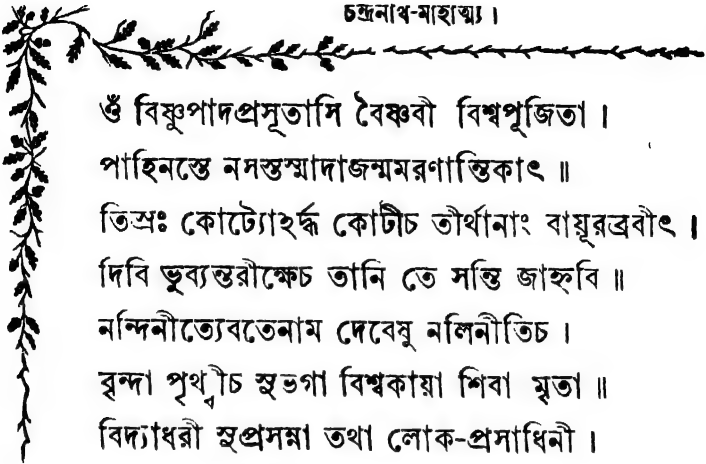 চন্দ্রনাথ-মাহাত্ম্য ।
ওঁ বিষ্ণুপাদপ্রসূতাসি বৈষ্ণবী বিশ্বপূজিতা ।
পাহিনস্তে নসস্তস্মাদাজন্মমরণান্তিকাৎ ॥
তিস্রঃ কোট্যোঽর্দ্ধ কোটীচ তীর্থানাং বায়ূরব্রবীৎ ।
দিবি ভুব্যন্তরীক্ষেচ তানি তে সন্তি জাহ্নবি ॥
নন্দিনীত্যেবতেনাম দেবেষু নলিনীতিচ ।
বৃন্দা পৃথ্বীচ সুভগা বিশ্বকায়া শিবা মৃতা ॥
বিদ্যাধরী সুপ্রসন্না তথা লোক-প্রসাধিনী ।